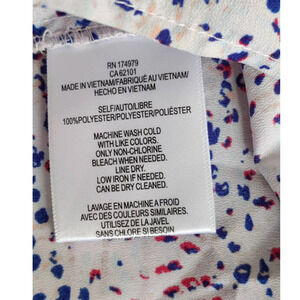 RN 174979
CA 62101
MADE IN VIETNAM/FABRIQUÉ AU VIETNAM/
HECHO EN VIETNAM
SELF/AUTO/LIBRE
100%POLYESTER/POLYESTER/POLIÉSTER
MACHINE WASH COLD
WITH LIKE COLORS.
ONLY NON-CHLORINE
BLEACH WHEN NEEDED.
LINE DRY.
LOW IRON IF NEEDED.
CAN BE DRY CLEANED.
LAVAGE EN MACHINE A FROID
AVEC DES COULEURS SIMILAIRES.
UTILISEZ DE LA JAVEL
SANS CHLORE SI BESOIN